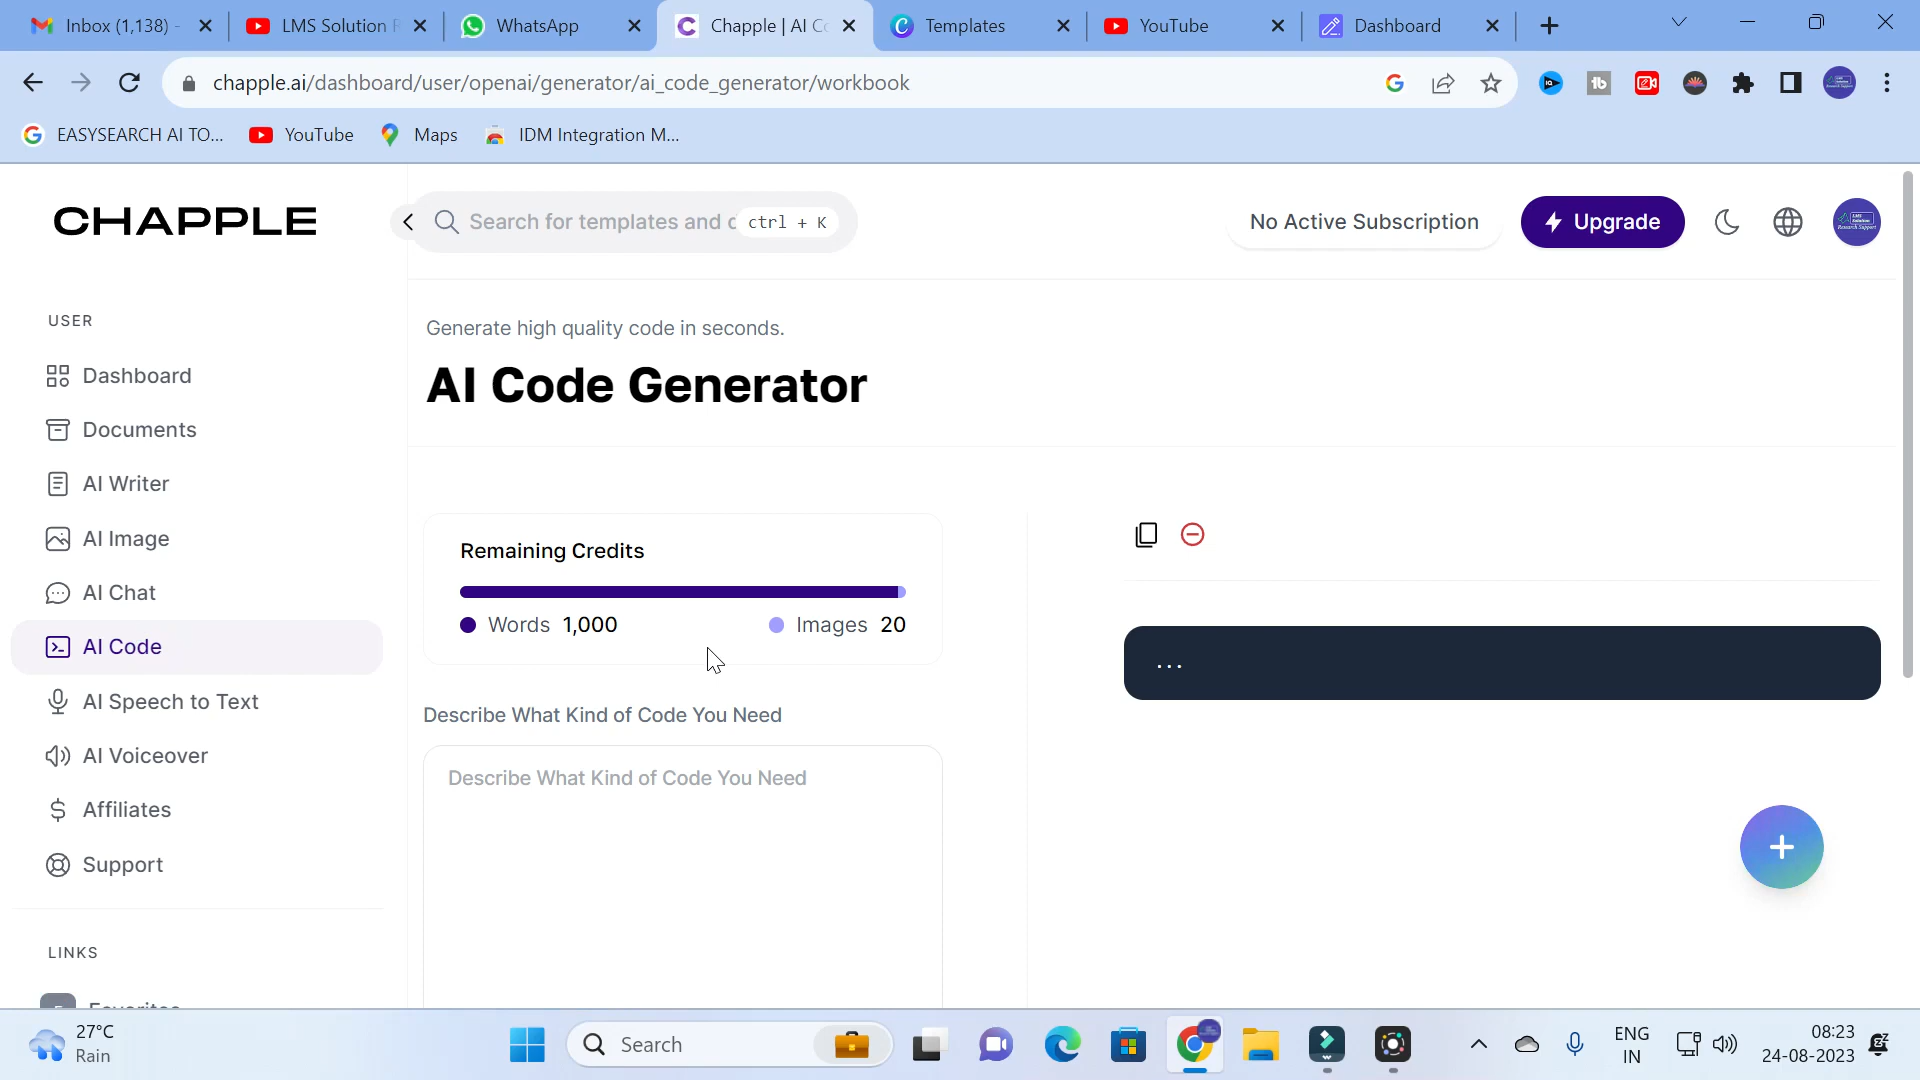 Inbox (1,138) -
LMS Solution R
WhatsApp
Chapple | AI Co
Templates
YouTube
Dashboard
chapple.ai/dashboard/user/openai/generator/ai_code_generator/workbook
EASYSEARCH AI TO...
YouTube
Maps
IDM Integration M...
CHAPPLE
Search for templates and d
ctrl + K
No Active Subscription
Upgrade
USER
Dashboard
Documents
AI Writer
AI Image
AI Chat
AI Code
AI Speech to Text
AI Voiceover
Affiliates
Support
LINKS
Favorites
Generate high quality code in seconds.
AI Code Generator
Remaining Credits
Words 1,000
Images 20
Describe What Kind of Code You Need
Describe What Kind of Code You Need
...
27°C
Rain
Search
ENG
IN
08:23
24-08-2023